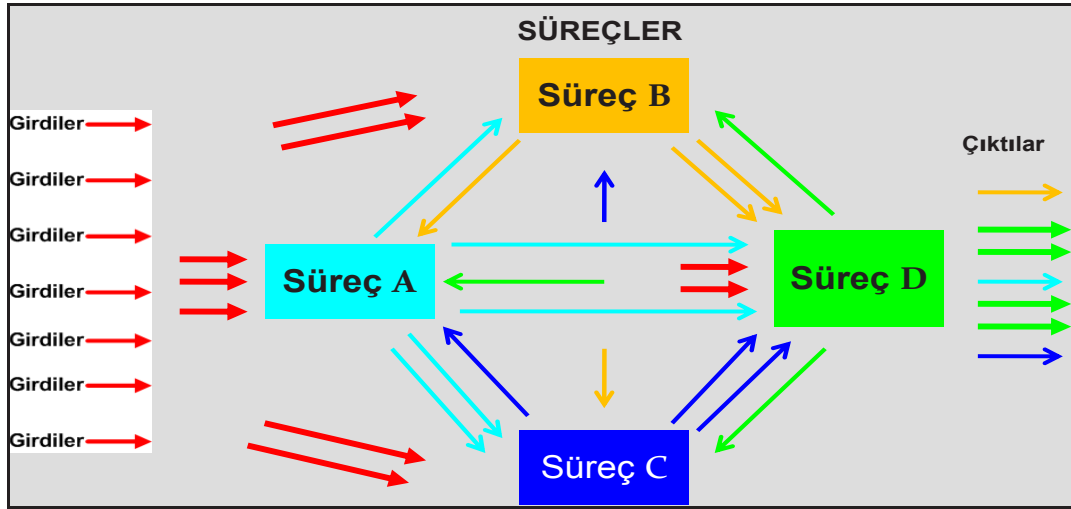 SÜREÇLER
Süreç B
Girdiler
Girdiler
Girdiler
Girdiler
Girdiler
Girdiler
Girdiler
Süreç A
Süreç D
Süreç C
Çıktılar